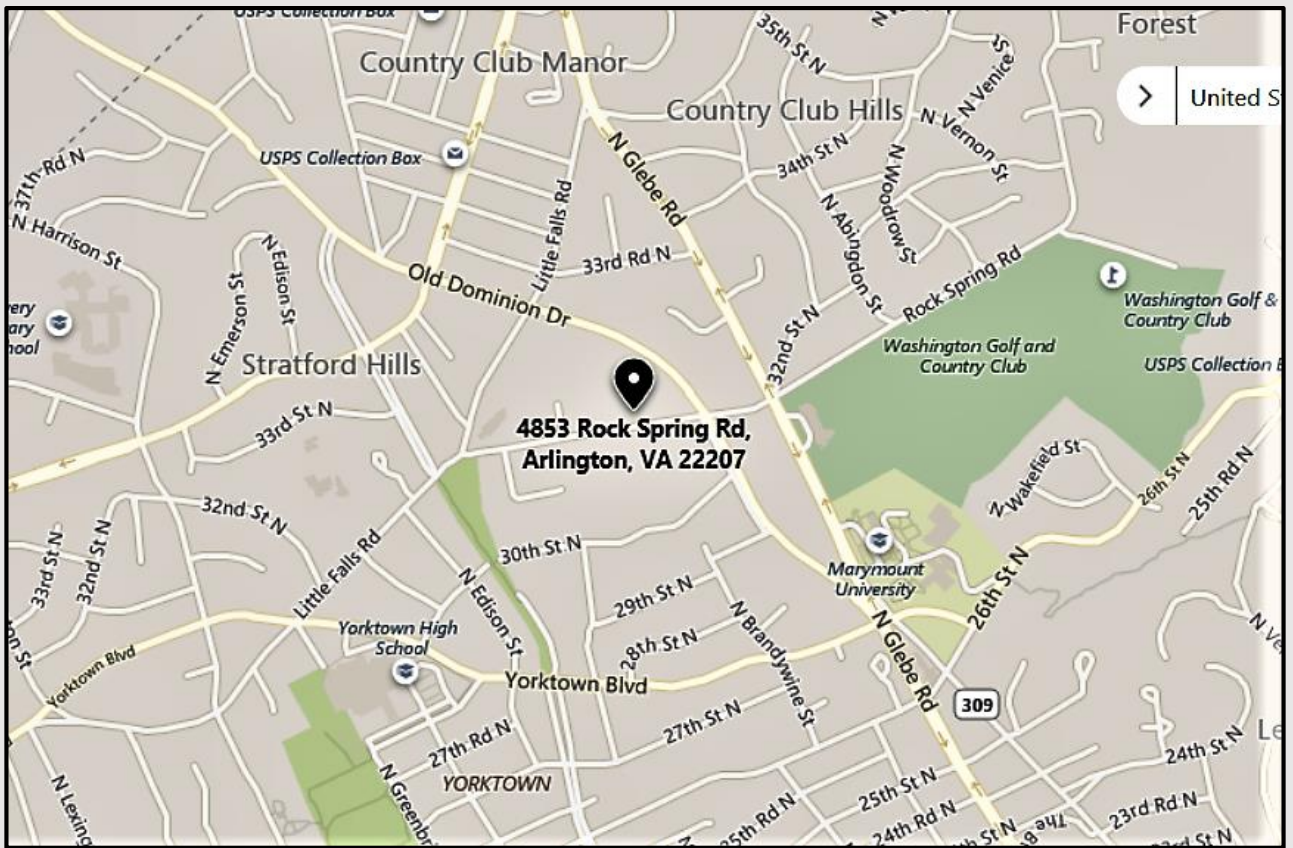 USPS Collection Box
Forest
Country Club Manor
35th St N
N Venice St
United S
Country Club Hills
N Vernon St
N Glebe Rd
USPS Collection Box
34th St N
N Woodrow St
37th Rd N
Little Falls Rd
N Abingdon St
N Harrison St
N Edison St
33rd Rd N
Rock Spring Rd
Old Dominion Dr
N Emerson St
Washington Golf &
Country Club
32nd St N
Washington Golf and
Country Club
Stratford Hills
USPS Collection
33rd St N
4853 Rock Spring Rd,
Arlington, VA 22207
N Wakefield St
26th St N
25th Rd N
32nd St N
30th St N
33rd St N
32nd St N
Little Falls Rd
N Edison St
29th St N
Marymount
University
26th St N
N Brandywine St
Yorktown High
School
28th St N
N Glebe Rd
Yorktown Blvd
Yorktown Blvd
309
27th St N
27th Rd N
YORKTOWN
24th St N
25th St N
23rd Rd N
24th Rd N